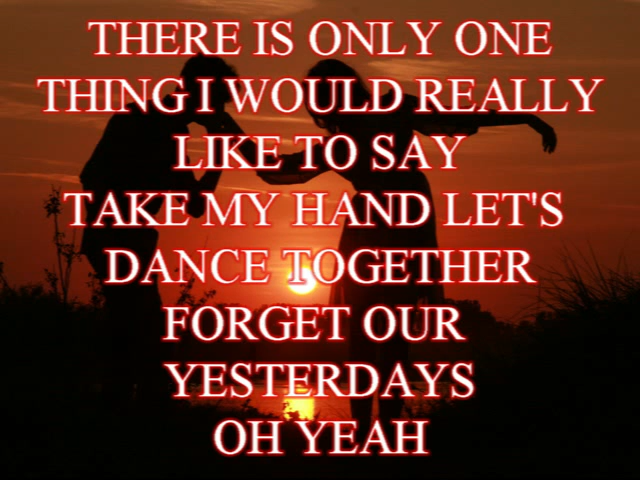 THERE IS ONLY ONE
THING I WOULD REALLY
LIKE TO SAY
TAKE MY HAND LET'S
DANCE TOGETHER
FORGET OUR
YESTERDAYS
OH YEAH